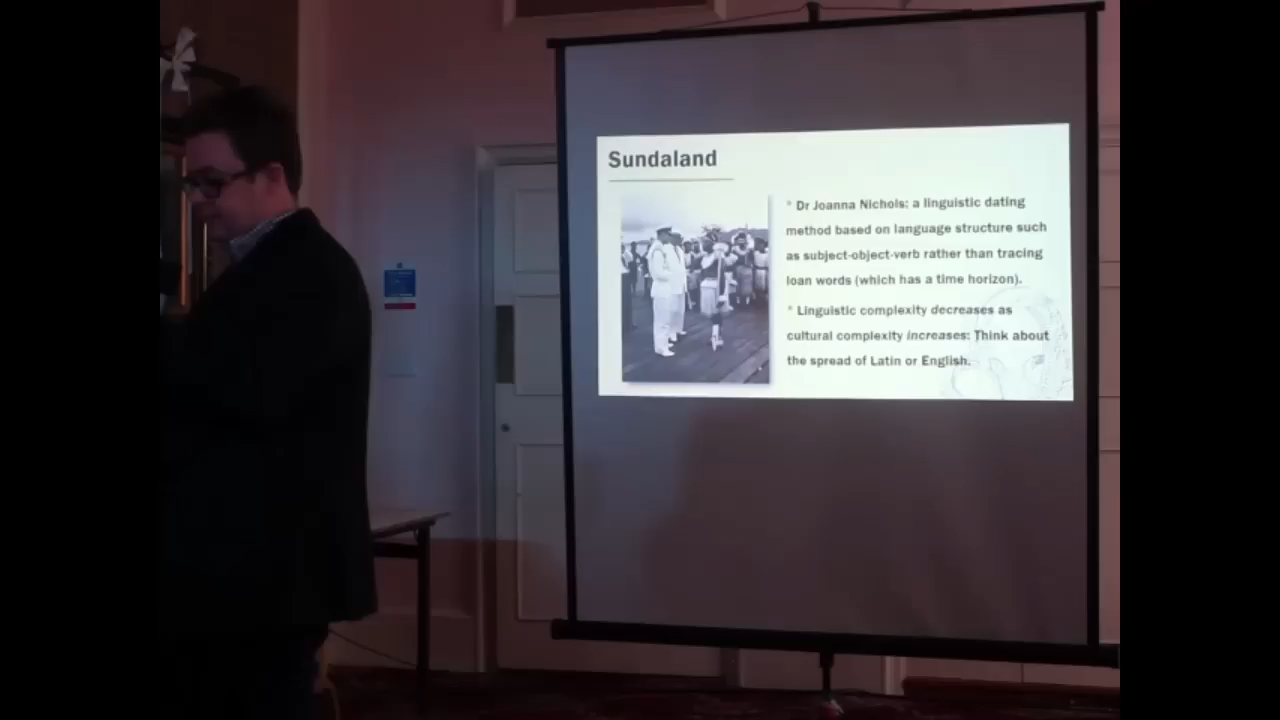 Sundaland
* Dr Joanna Nichols: a linguistic dating
method based on language structure such
as subject-object-verb rather than tracing
loan words (which has a time horizon).
* Linguistic complexity decreases as
cultural complexity increases: Think about
the spread of Latin or English.